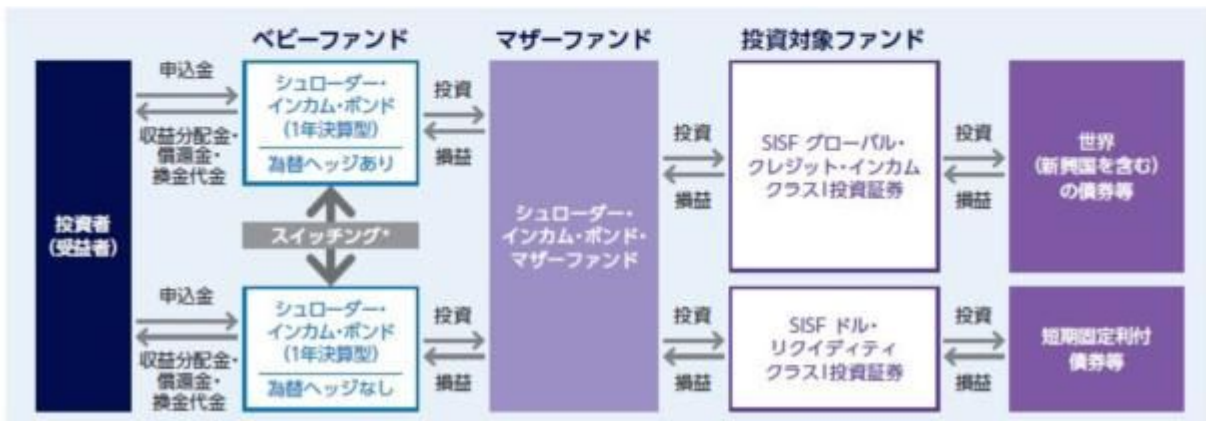 ベビーファンド
マザーファンド
投資対象ファンド
投資者
(受益者)
申込金
収益分配金・
償還金・
換金代金
シュローダー・
インカム・ボンド
(1年決算型)
為替ヘッジあり
投資
損益
スイッチング*
申込金
収益分配金・
償還金・
換金代金
シュローダー・
インカム・ボンド
(1年決算型)
為替ヘッジなし
投資
損益
シュローダー・
インカム・ボンド・
マザーファンド
投資
損益
SISF グローバル・
クレジット・インカム
クラスI投資証券
投資
損益
世界
(新興国を含む)
の債券等
投資
損益
SISF ドル・
リクイディティ
クラスI投資証券
投資
損益
短期固定利付
債券等